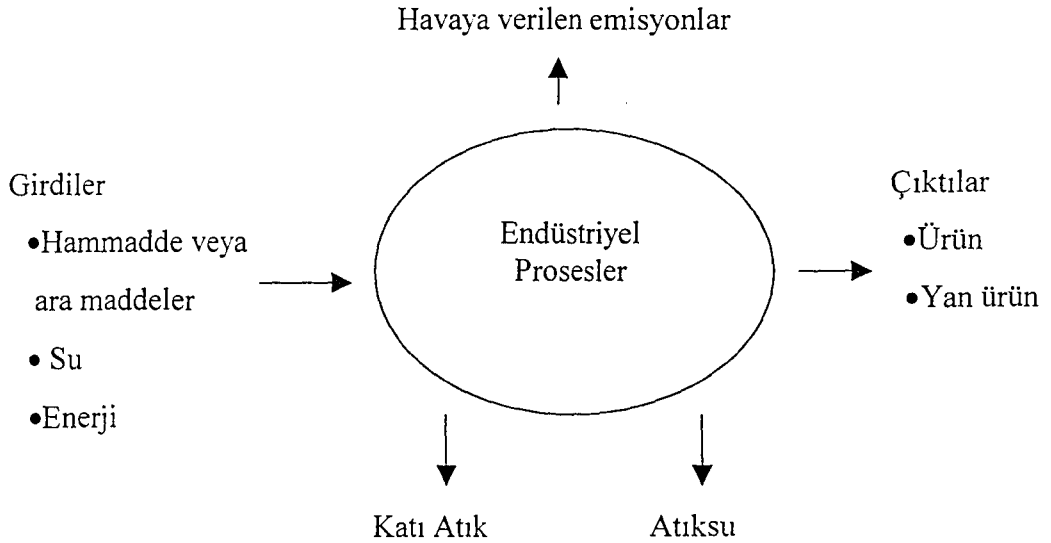 Havaya verilen emisyonlar
Girdiler
•Hammadde veya
ara maddeler
• Su
•Enerji
Endüstriyel
Prosesler
Çıktılar
•Ürün
•Yan ürün
Katı Atık
Atıksu